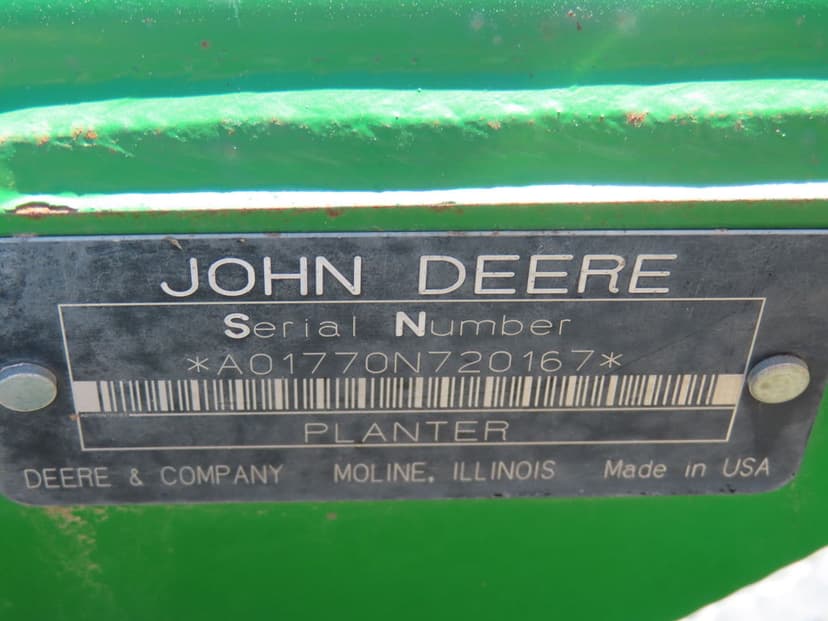 JOHN DEERE
Serial Number
*A01770N720167*
PLANTER
DEERE & COMPANY MOLINE, ILLINOIS Made in USA